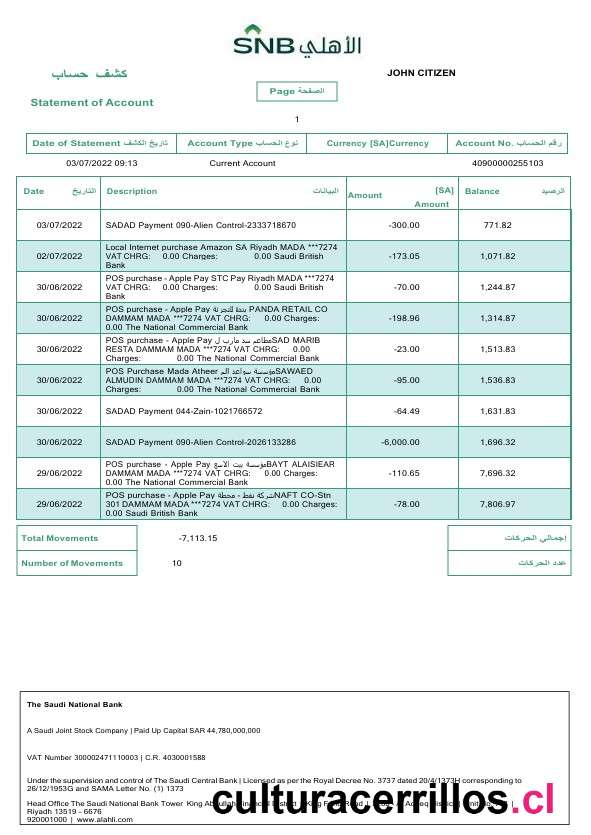 SNB الأهلي
كشف حساب
JOHN CITIZEN
Page الصفحة
Statement of Account
1
Date of Statement تاريخ الكشف Account Type نوع الحساب Currency [SA]Currency Account No. رقم الحساب
03/07/2022 09:13 Current Account 40900000255103
Date التاريخ Description البيانات Amount [SA] Amount Balance الرصيد
03/07/2022 SADAD Payment 090-Alien Control-2333718670 -300.00 771.82
02/07/2022 Local Internet purchase Amazon SA Riyadh MADA ***7274
VAT CHRG: 0.00 Charges: 0.00 Saudi British
Bank -173.05 1,071.82
30/06/2022 POS purchase - Apple Pay STC Pay Riyadh MADA ***7274
VAT CHRG: 0.00 Charges: 0.00 Saudi British
Bank -70.00 1,244.87
30/06/2022 POS purchase - Apple Pay بندة للتجزئة PANDA RETAIL CO
DAMMAM MADA ***7274 VAT CHRG: 0.00 Charges:
0.00 The National Commercial Bank -198.96 1,314.87
30/06/2022 POS purchase - Apple Pay مطاعم سد مارب ل SAD MARIB
RESTA DAMMAM MADA ***7274 VAT CHRG: 0.00
Charges: 0.00 The National Commercial Bank -23.00 1,513.83
30/06/2022 POS Purchase Mada Atheer مؤسسة سواعد الم SAWAED
ALMUDIN DAMMAM MADA ***7274 VAT CHRG: 0.00
Charges: 0.00 The National Commercial Bank -95.00 1,536.83
30/06/2022 SADAD Payment 044-Zain-1021766572 -64.49 1,631.83
30/06/2022 SADAD Payment 090-Alien Control-2026133286 -6,000.00 1,696.32
29/06/2022 POS purchase - Apple Pay مؤسسة بيت الاسع BAYT ALAISIEAR
DAMMAM MADA ***7274 VAT CHRG: 0.00 Charges:
0.00 The National Commercial Bank -110.65 7,696.32
29/06/2022 POS purchase - Apple Pay شركة نفط - محطة NAFT CO-Stn
301 DAMMAM MADA ***7274 VAT CHRG: 0.00 Charges:
0.00 Saudi British Bank -78.00 7,806.97
Total Movements -7,113.15 إجمالي الحركات
Number of Movements 10 عدد الحركات
The Saudi National Bank
A Saudi Joint Stock Company | Paid Up Capital SAR 44,780,000,000
VAT Number 300002471110003 | C.R. 4030001588
Under the supervision and control of The Saudi Central Bank | Licensed as per the Royal Decree No. 3737 dated 20/4/1373H corresponding to
26/12/1953G and SAMA Letter No. (1) 1373
Head Office The Saudi National Bank Tower King Abdullah Financial District | King Fahd Road |
Riyadh 13519 - 6676
920001000 | www.alahli.com
culturacerrillos.cl